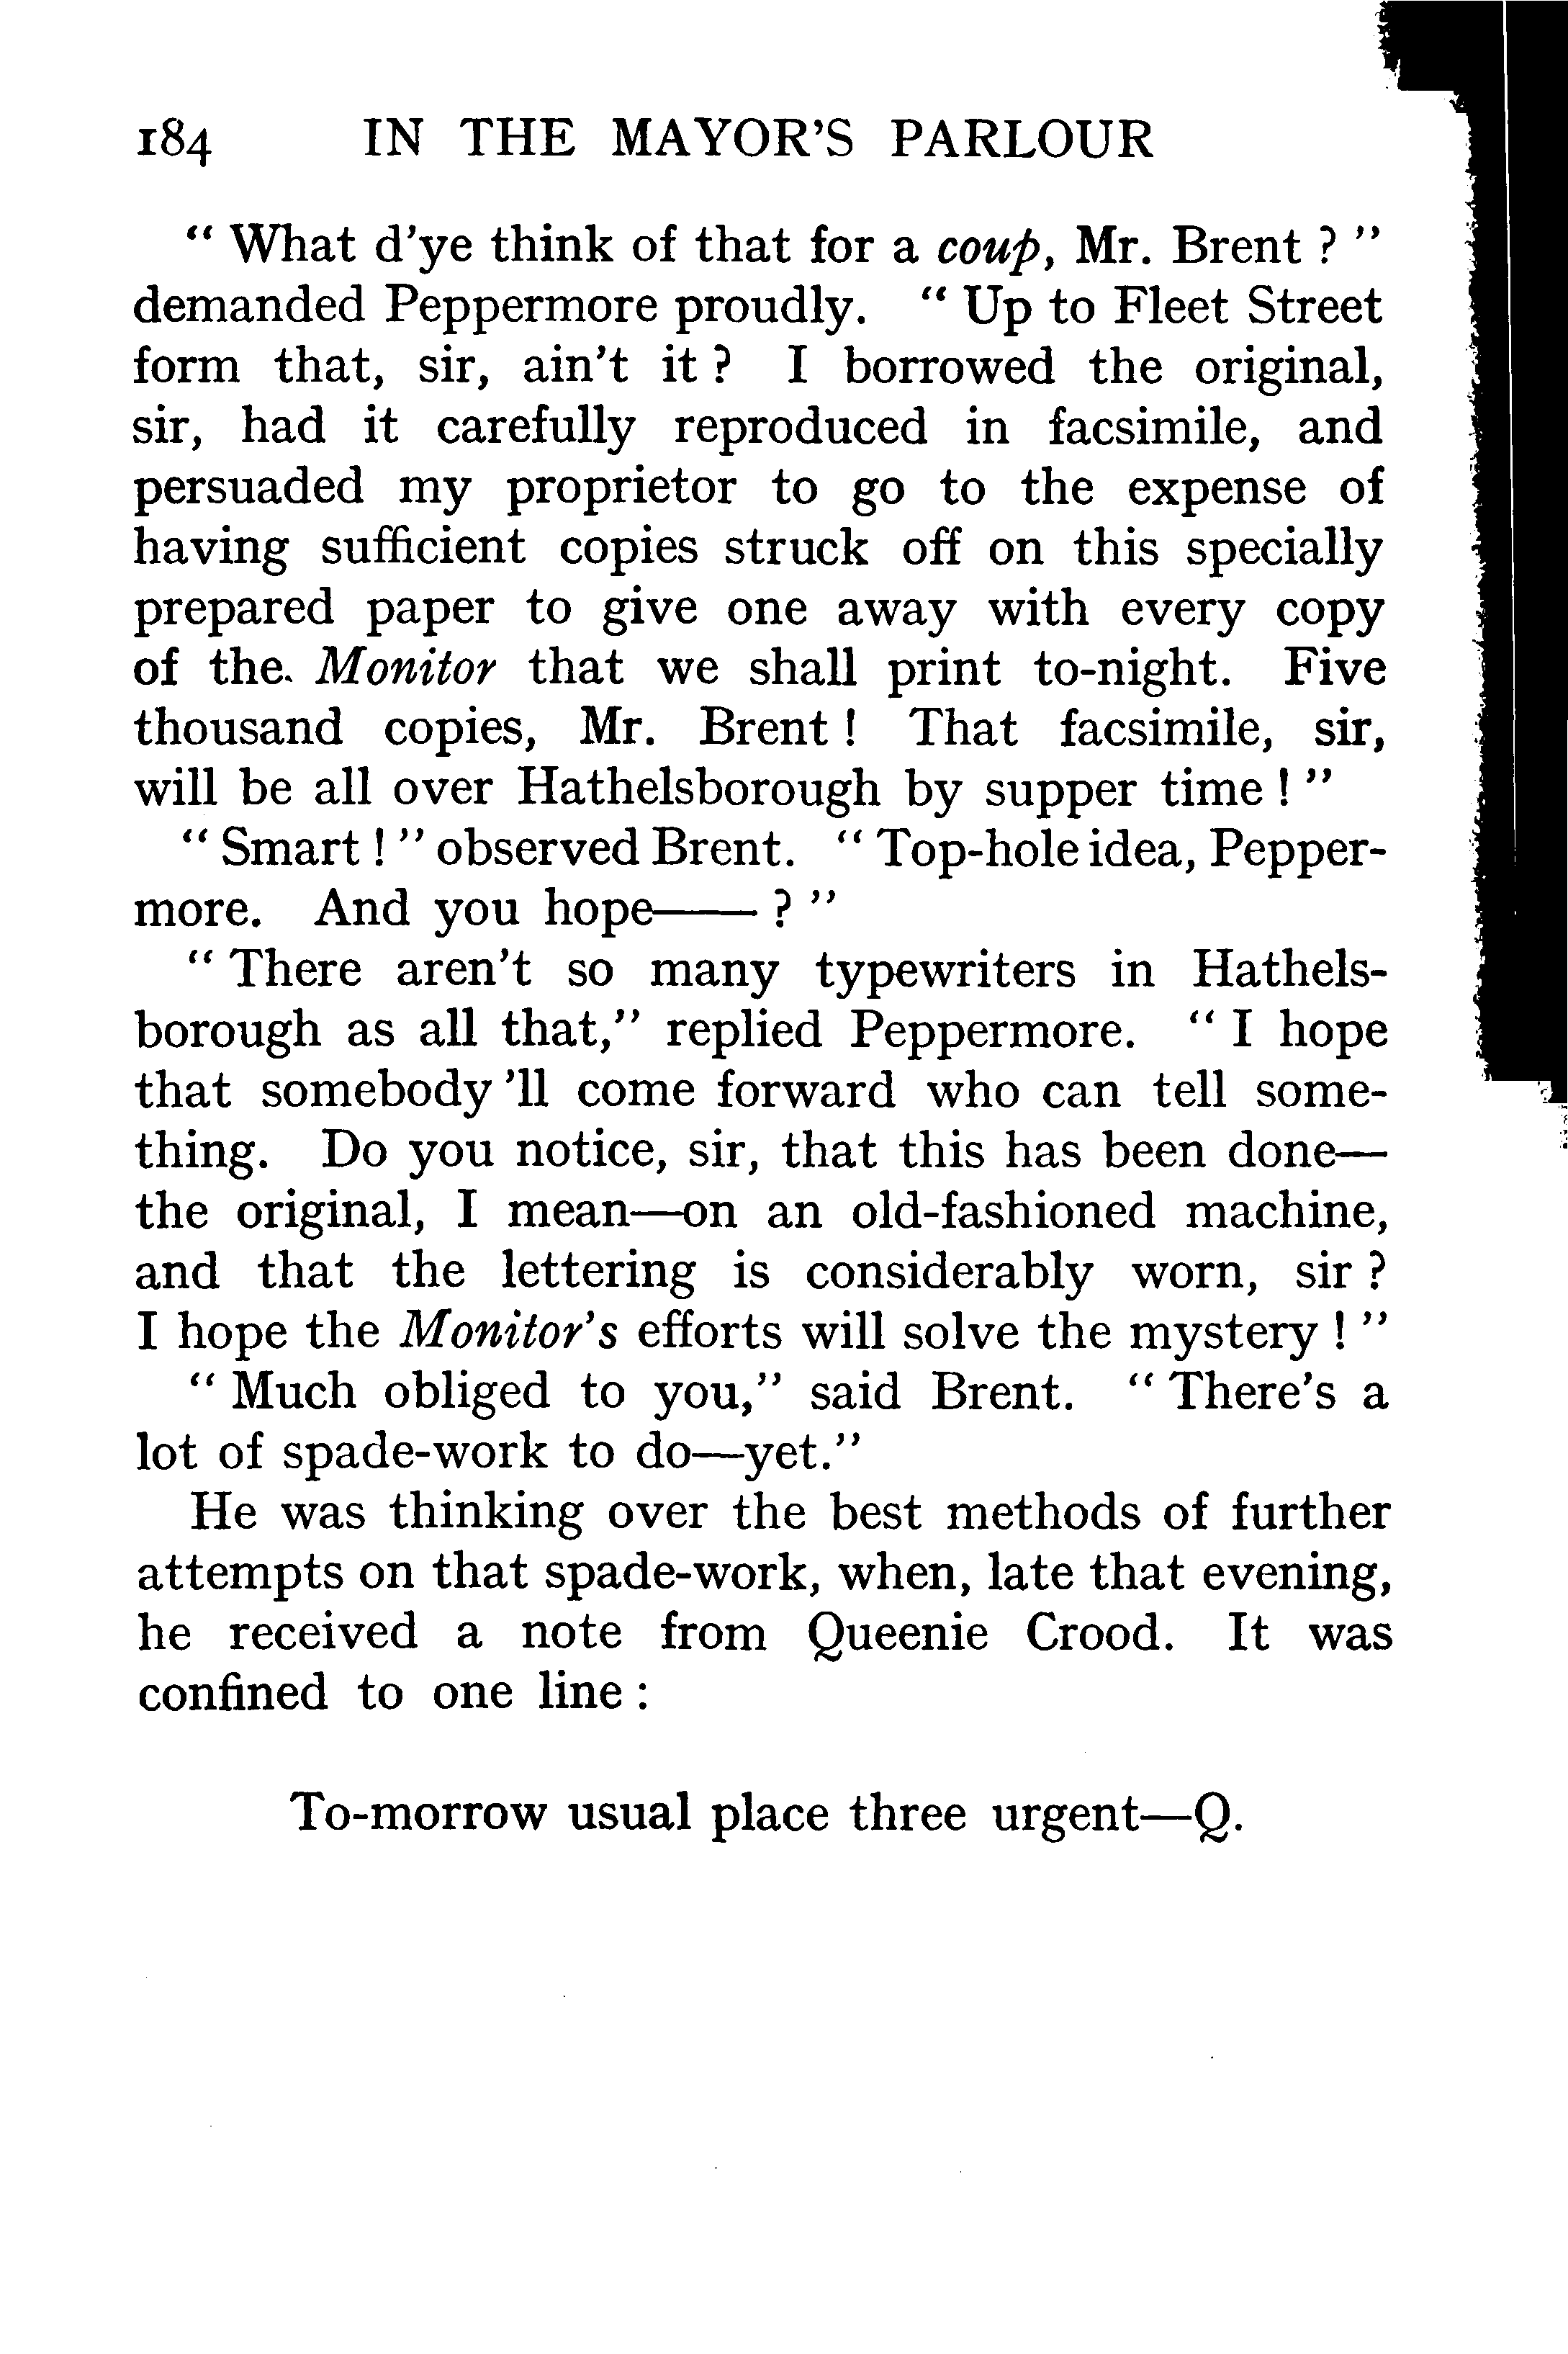 184 IN THE MAYOR'S PARLOUR
“ What d'ye think of that for a coup, Mr. Brent ? ”
demanded Peppermore proudly. “ Up to Fleet Street
form that, sir, ain't it ? I borrowed the original,
sir, had it carefully reproduced in facsimile, and
persuaded my proprietor to go to the expense of
having sufficient copies struck off on this specially
prepared paper to give one away with every copy
of the. Monitor that we shall print to-night. Five
thousand copies, Mr. Brent ! That facsimile, sir,
will be all over Hathelsborough by supper time ! ”
“ Smart ! ” observed Brent. “ Top-hole idea, Pepper-
more. And you hope—— ? ”
“ There aren't so many typewriters in Hathels-
borough as all that,” replied Peppermore. “ I hope
that somebody 'll come forward who can tell some-
thing. Do you notice, sir, that this has been done—
the original, I mean—on an old-fashioned machine,
and that the lettering is considerably worn, sir ?
I hope the Monitor's efforts will solve the mystery ! ”
“ Much obliged to you,” said Brent. “ There's a
lot of spade-work to do—yet.”
He was thinking over the best methods of further
attempts on that spade-work, when, late that evening,
he received a note from Queenie Crood. It was
confined to one line :
To-morrow usual place three urgent—Q.